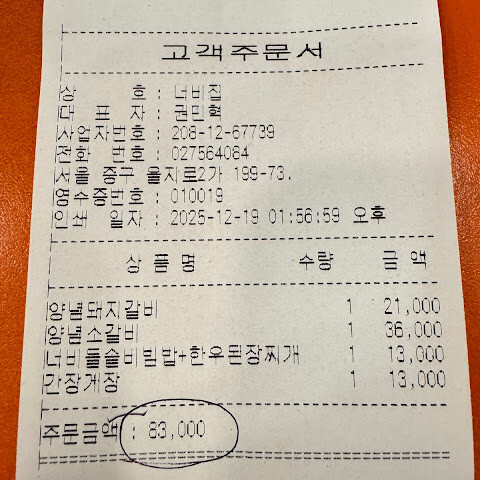 고객주문서
상 호 : 너비집
대 표 자 : 권민혁
사업자번호 : 208-12-67739
전화 번호 : 027564084
서울 중구 을지로2가 199-73.
영수증번호 : 010019
인쇄 일자 : 2025-12-19 01:56:59 오후
상 품 명 수량 금 액
양념돼지갈비 1 21,000
양념소갈비 1 36,000
너비돌솥비빔밥+한우된장찌개 1 13,000
간장게장 1 13,000
주문금액 : 83,000